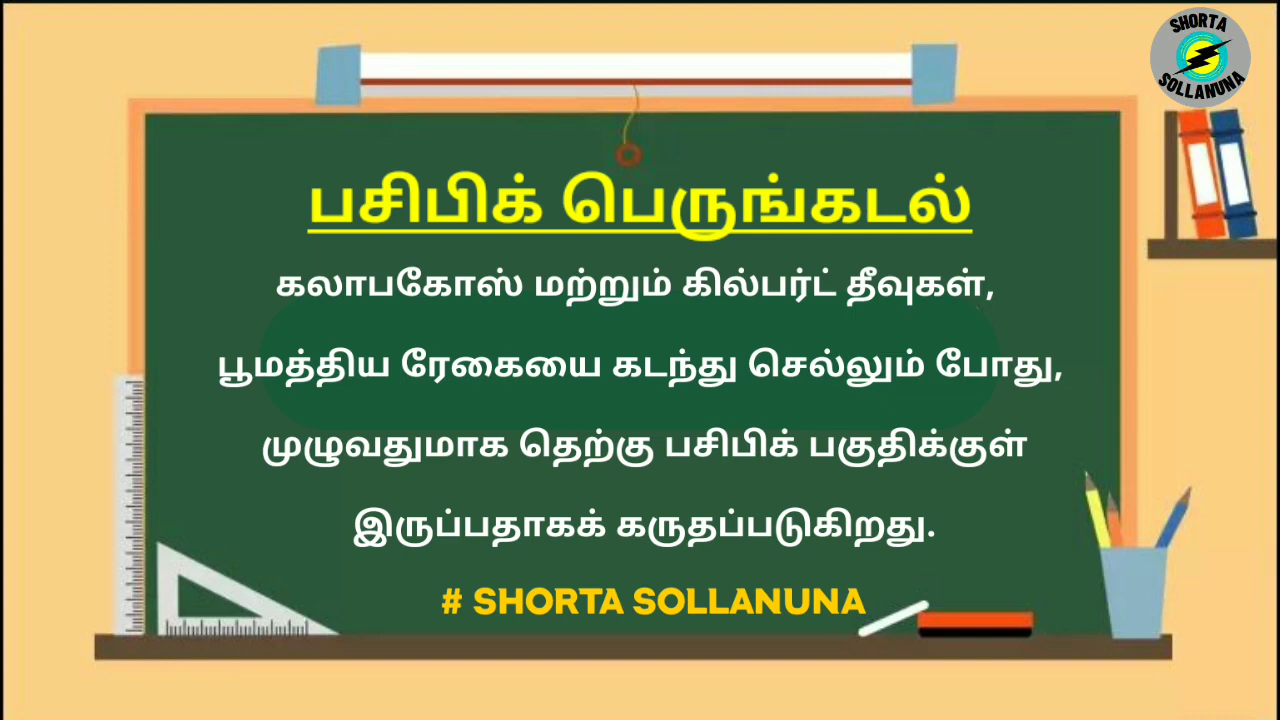 SHORTA
SOLLANUNA
பசிபிக் பெருங்கடல்
கலாபகோஸ் மற்றும் கில்பர்ட் தீவுகள்,
பூமத்திய ரேகையை கடந்து செல்லும் போது,
முழுவதுமாக தெற்கு பசிபிக் பகுதிக்குள்
இருப்பதாகக் கருதப்படுகிறது.
# SHORTA SOLLANUNA